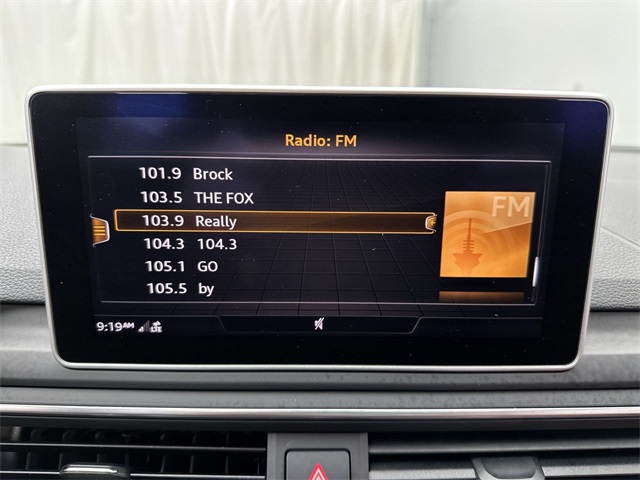 Radio: FM
101.9 Brock
103.5 THE FOX
FM
103.9 Really
104.3 104.3
105.1 GO
105.5 by
9:19AM LTE